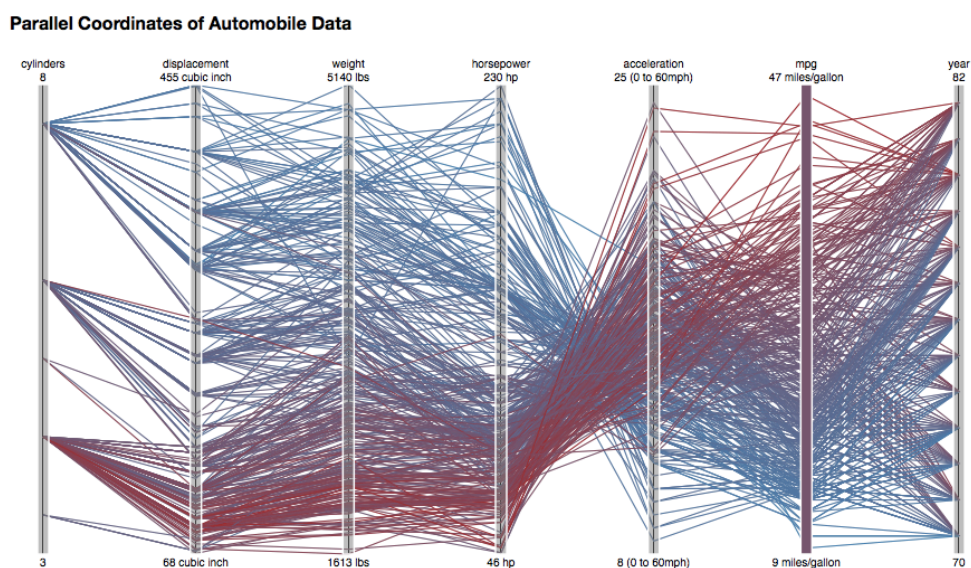 Parallel Coordinates of Automobile Data
cylinders displacement weight horsepower acceleration mpg year
8 455 cubic inch 5140 lbs 230 hp 25 (0 to 60mph) 47 miles/gallon 82
3 68 cubic inch 1613 lbs 46 hp 8 (0 to 60mph) 9 miles/gallon 70